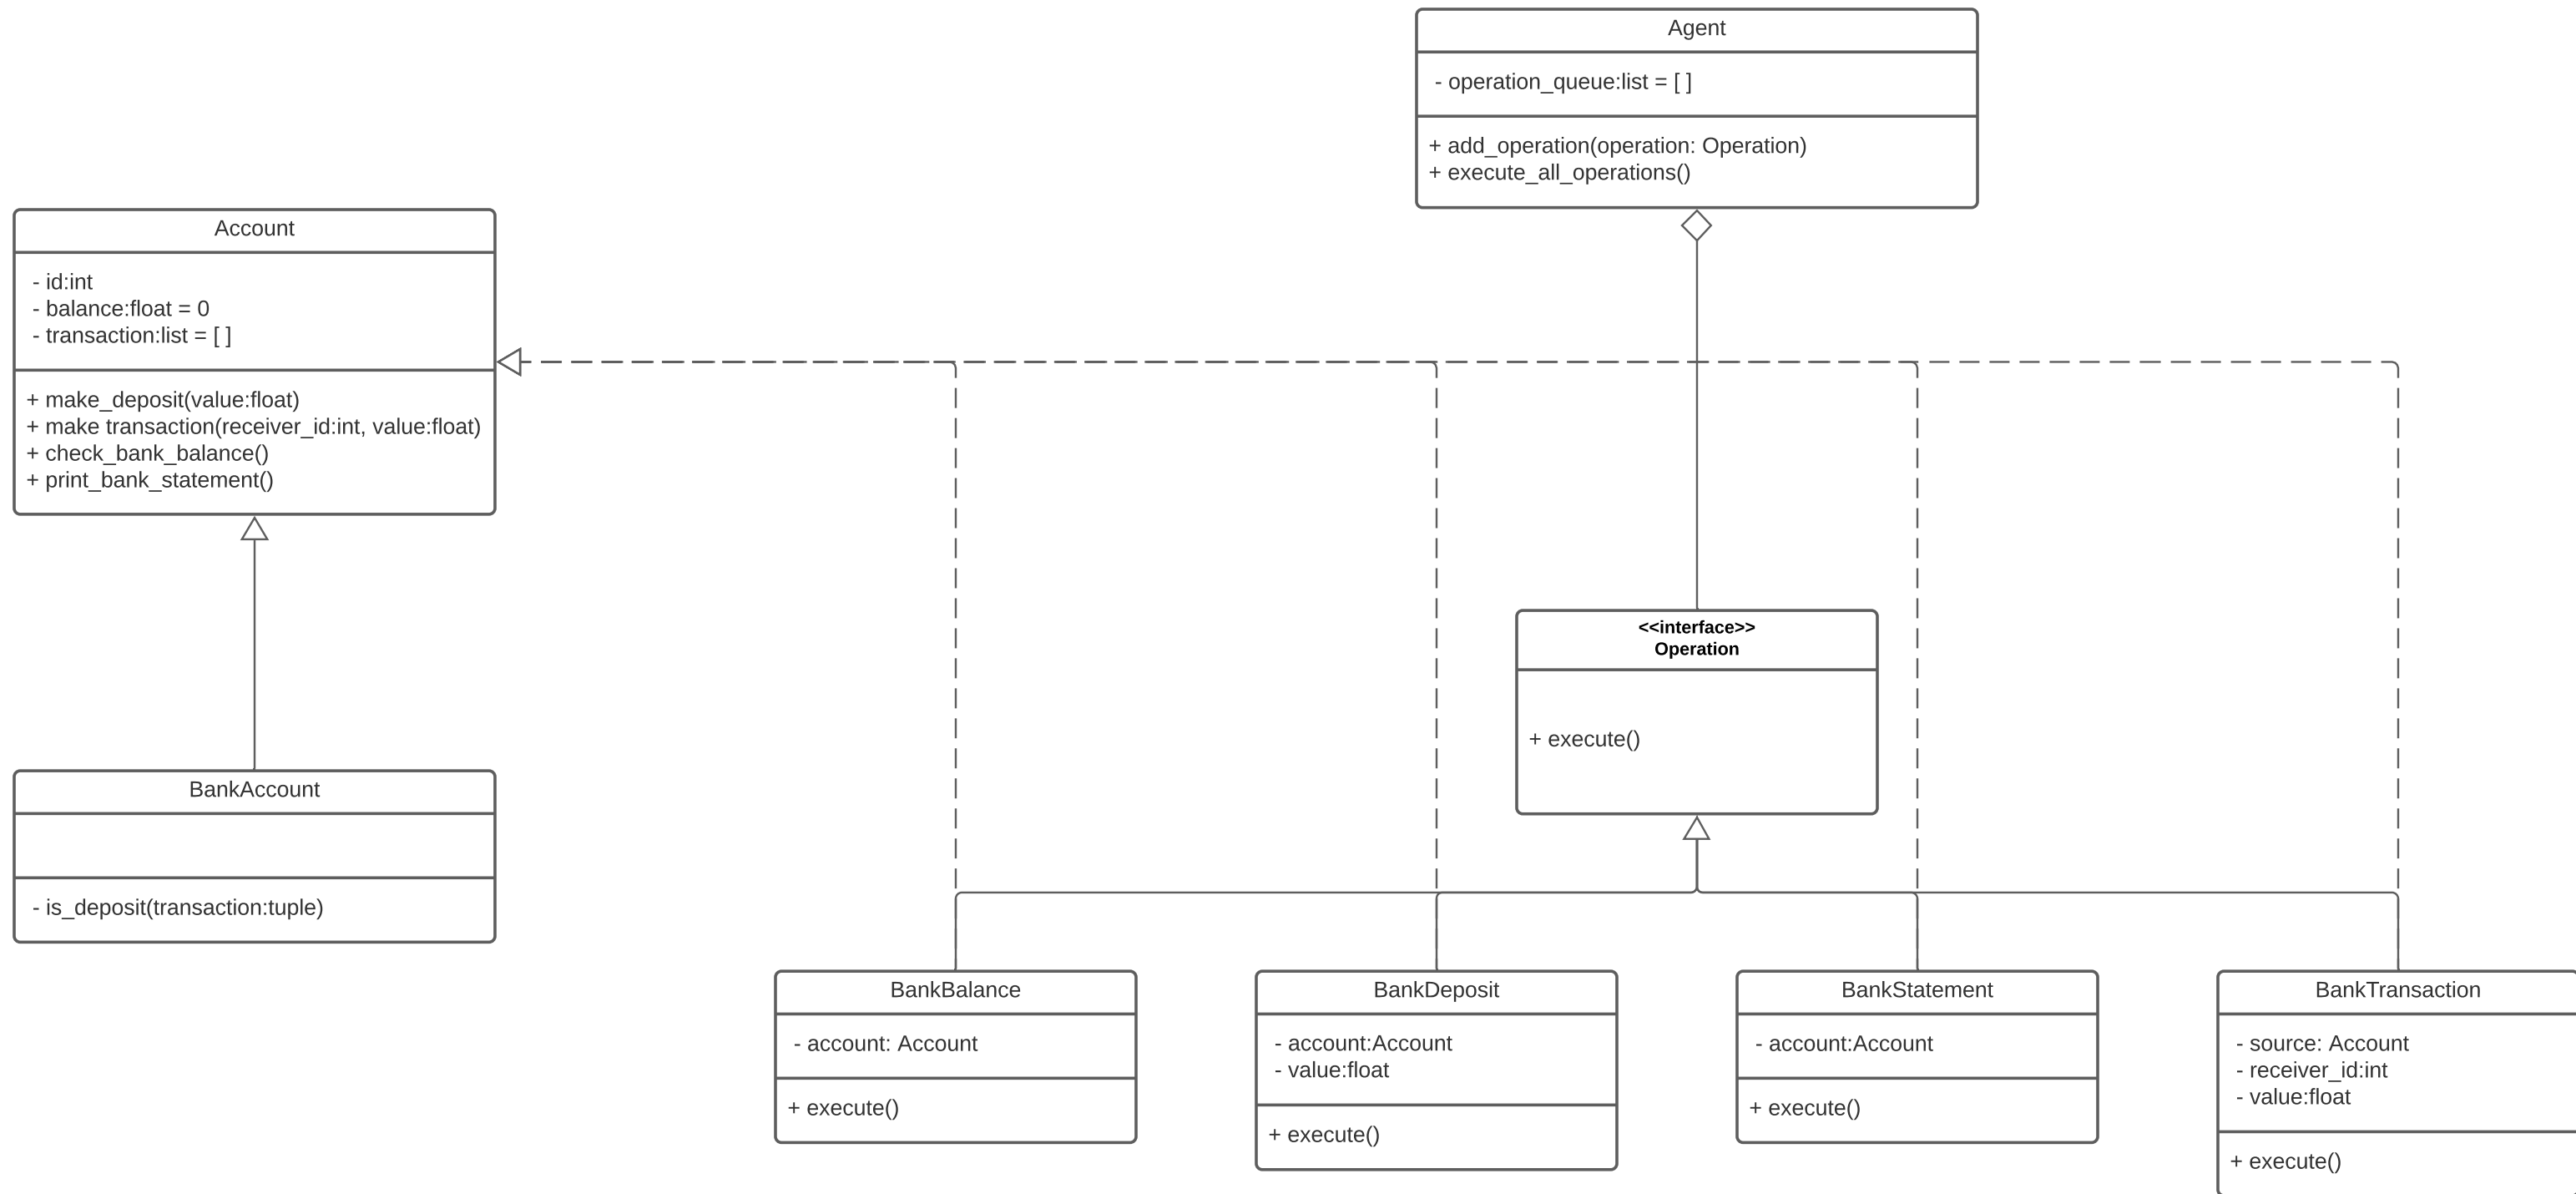 Agent
- operation_queue:list = [ ]
+ add_operation(operation: Operation)
+ execute_all_operations()
Account
- id:int
- balance:float = 0
- transaction:list = [ ]
+ make_deposit(value:float)
+ make transaction(receiver_id:int, value:float)
+ check_bank_balance()
+ print_bank_statement()
<<interface>>
Operation
+ execute()
BankAccount
- is_deposit(transaction:tuple)
BankBalance
- account: Account
+ execute()
BankDeposit
- account:Account
- value:float
+ execute()
BankStatement
- account:Account
+ execute()
BankTransaction
- source: Account
- receiver_id:int
- value:float
+ execute()